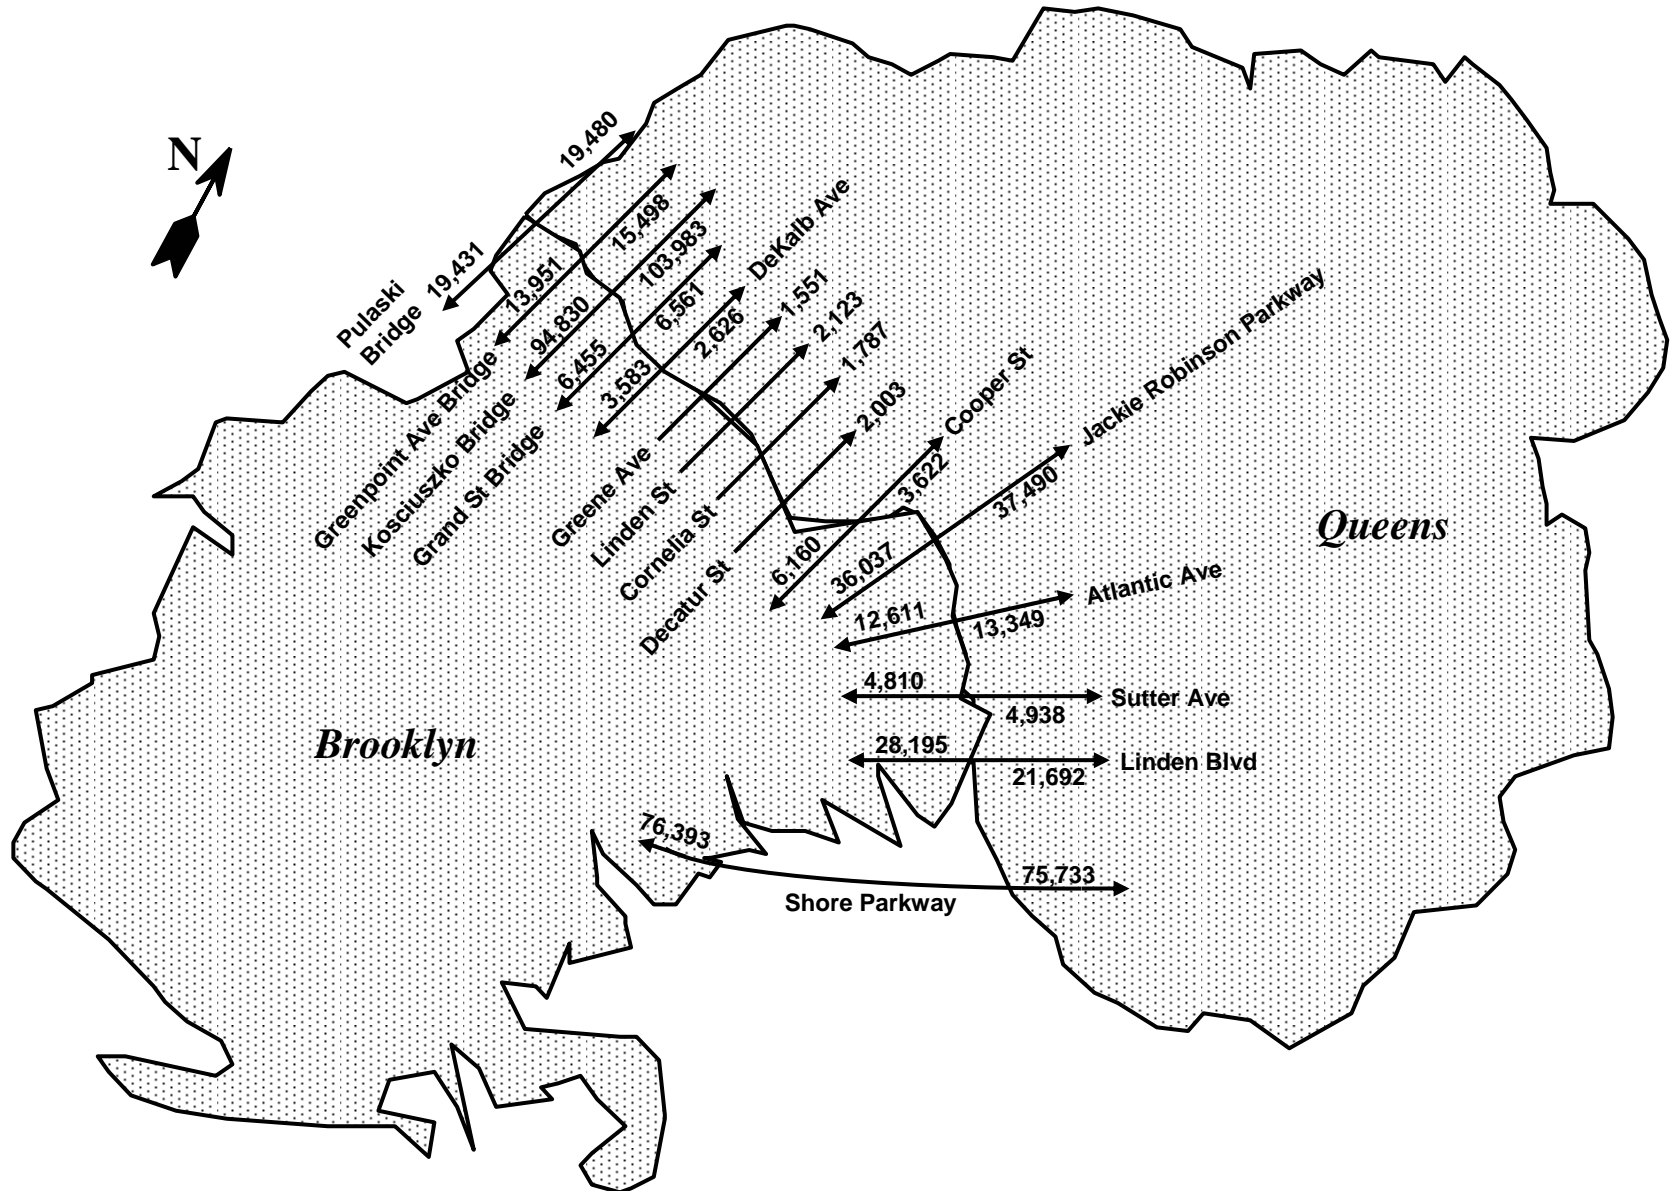 N
19,480
19,431
Pulaski
Bridge
15,498
13,951
Greenpoint Ave Bridge
103,983
94,830
Kosciuszko Bridge
6,561
6,455
Grand St Bridge
DeKalb Ave
2,626
3,583
1,551
Greene Ave
2,123
Linden St
1,787
Cornelia St
2,003
Decatur St
Cooper St
3,622
6,160
Jackie Robinson Parkway
37,490
36,037
Queens
Atlantic Ave
12,611
13,349
4,810
4,938
Sutter Ave
Brooklyn
28,195
21,692
Linden Blvd
76,393
75,733
Shore Parkway